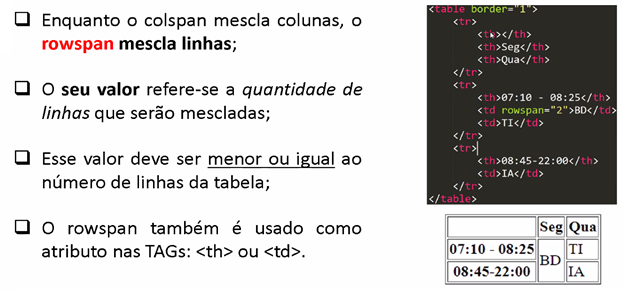 ❑ Enquanto o colspan mescla colunas, o
rowspan mescla linhas;
❑ O seu valor refere-se a quantidade de
linhas que serão mescladas;
❑ Esse valor deve ser menor ou igual ao
número de linhas da tabela;
❑ O rowspan também é usado como
atributo nas TAGs: <th> ou <td>.
<table border="1">
<tr>
<th></th>
<th>Seg</th>
<th>Qua</th>
</tr>
<tr>
<th>07:10 - 08:25</th>
<td rowspan="2">BD</td>
<td>TI</td>
</tr>
<tr>
<th>08:45-22:00</th>
<td>IA</td>
</tr>
</table>
Seg Qua
07:10 - 08:25 BD TI
08:45-22:00 IA